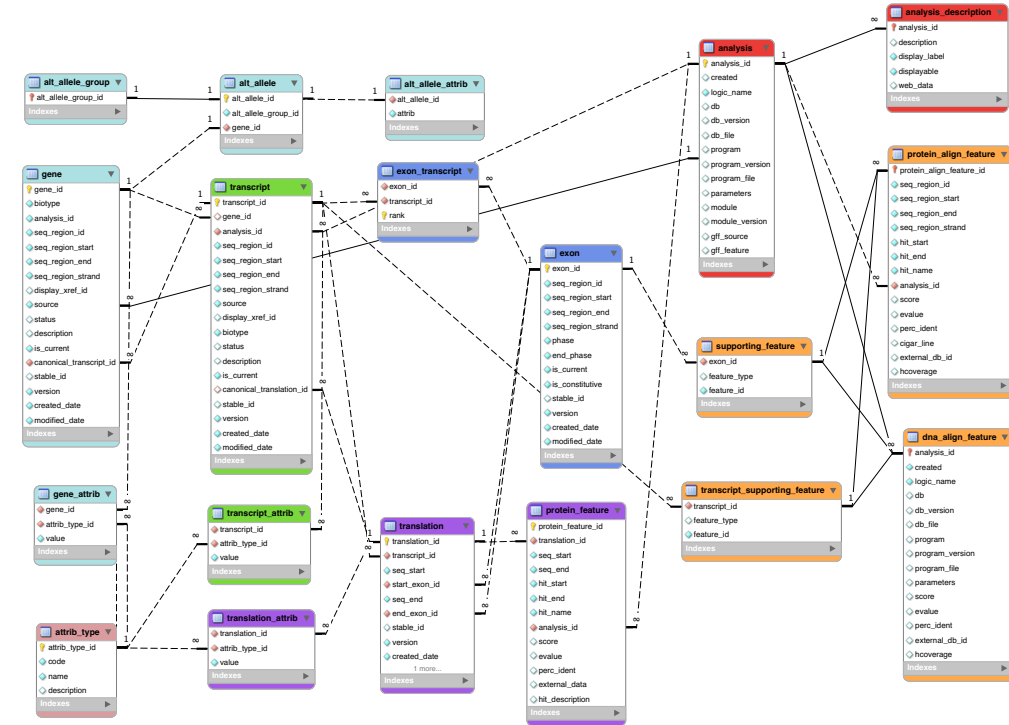 alt_allele_group
alt_allele_group_id
Indexes
alt_allele
alt_allele_id
alt_allele_group_id
gene_id
Indexes
alt_allele_attrib
alt_allele_id
attrib
Indexes
analysis
analysis_id
created
logic_name
db
db_version
db_file
program
program_version
program_file
parameters
module
module_version
gff_source
gff_feature
Indexes
analysis_description
analysis_id
description
display_label
displayable
web_data
Indexes
gene
gene_id
biotype
analysis_id
seq_region_id
seq_region_start
seq_region_end
seq_region_strand
display_xref_id
source
status
description
is_current
canonical_transcript_id
stable_id
version
created_date
modified_date
Indexes
transcript
transcript_id
gene_id
analysis_id
seq_region_id
seq_region_start
seq_region_end
seq_region_strand
source
display_xref_id
biotype
status
description
is_current
canonical_translation_id
stable_id
version
created_date
modified_date
Indexes
exon_transcript
exon_id
transcript_id
rank
Indexes
exon
exon_id
seq_region_id
seq_region_start
seq_region_end
seq_region_strand
phase
end_phase
is_current
is_constitutive
stable_id
version
created_date
modified_date
Indexes
protein_align_feature
protein_align_feature_id
seq_region_id
seq_region_start
seq_region_end
seq_region_strand
hit_start
hit_end
hit_name
analysis_id
score
evalue
perc_ident
cigar_line
external_db_id
hcoverage
Indexes
supporting_feature
exon_id
feature_type
feature_id
Indexes
dna_align_feature
analysis_id
created
logic_name
db
db_version
db_file
program
program_version
program_file
parameters
score
evalue
perc_ident
external_db_id
hcoverage
Indexes
gene_attrib
gene_id
attrib_type_id
value
Indexes
transcript_attrib
transcript_id
attrib_type_id
value
Indexes
translation
translation_id
transcript_id
seq_start
start_exon_id
seq_end
end_exon_id
stable_id
version
created_date
1 more...
Indexes
protein_feature
protein_feature_id
translation_id
seq_start
seq_end
hit_start
hit_end
hit_name
analysis_id
score
evalue
perc_ident
external_data
hit_description
Indexes
transcript_supporting_feature
transcript_id
feature_type
feature_id
Indexes
attrib_type
attrib_type_id
code
name
description
Indexes
translation_attrib
translation_id
attrib_type_id
value
Indexes